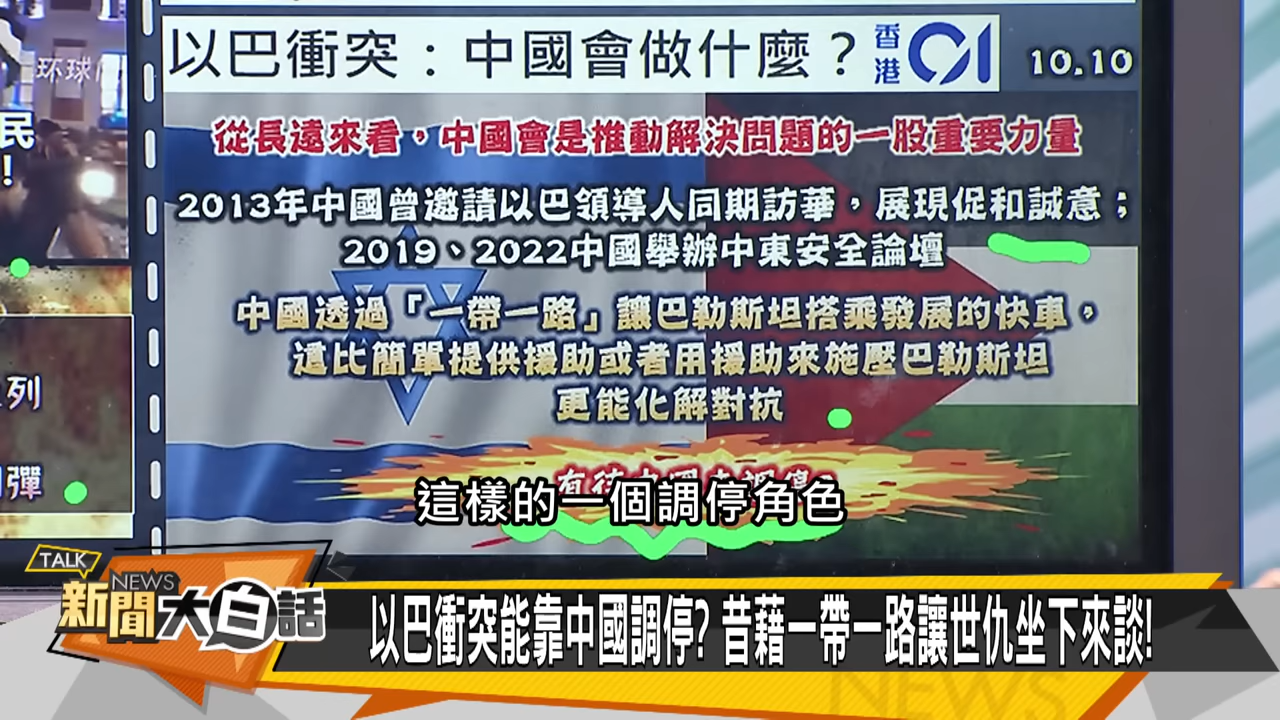 以巴衝突：中國會做什麼？
香港01
10.10
從長遠來看，中國會是推動解決問題的一股重要力量
2013年中國曾邀請以巴領導人同期訪華，展現促和誠意；
2019、2022中國舉辦中東安全論壇
中國透過「一帶一路」讓巴勒斯坦搭乘發展的快車，
這比簡單提供援助或者用援助來施壓巴勒斯坦
更能化解對抗
这樣的一個調停角色
环球
民
！
列
彈
TALK
NEWS
新聞大白話
以巴衝突能靠中國調停？昔藉一帶一路讓世仇坐下來談！
NEWS